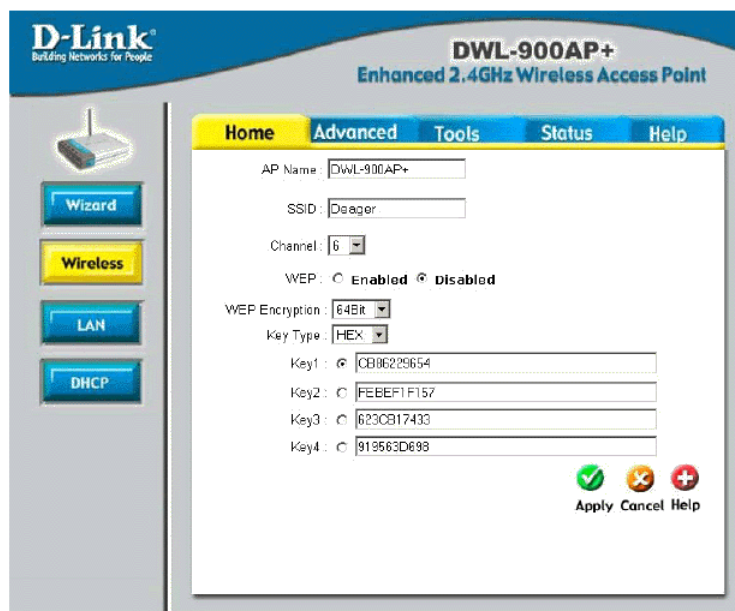 D-Link
Building Networks for People
DWL-900AP+
Enhanced 2.4GHz Wireless Access Point
Home Advanced Tools Status Help
AP Name : DWL-900AP+
SSID : Deager
Channel : 6
WEP : Enabled Disabled
WEP Encryption : 64Bit
Key Type : HEX
Key1 : CB86229654
Key2 : FEBEF1F157
Key3 : 623CB17433
Key4 : 919563D698
Wizard
Wireless
LAN
DHCP
Apply Cancel Help